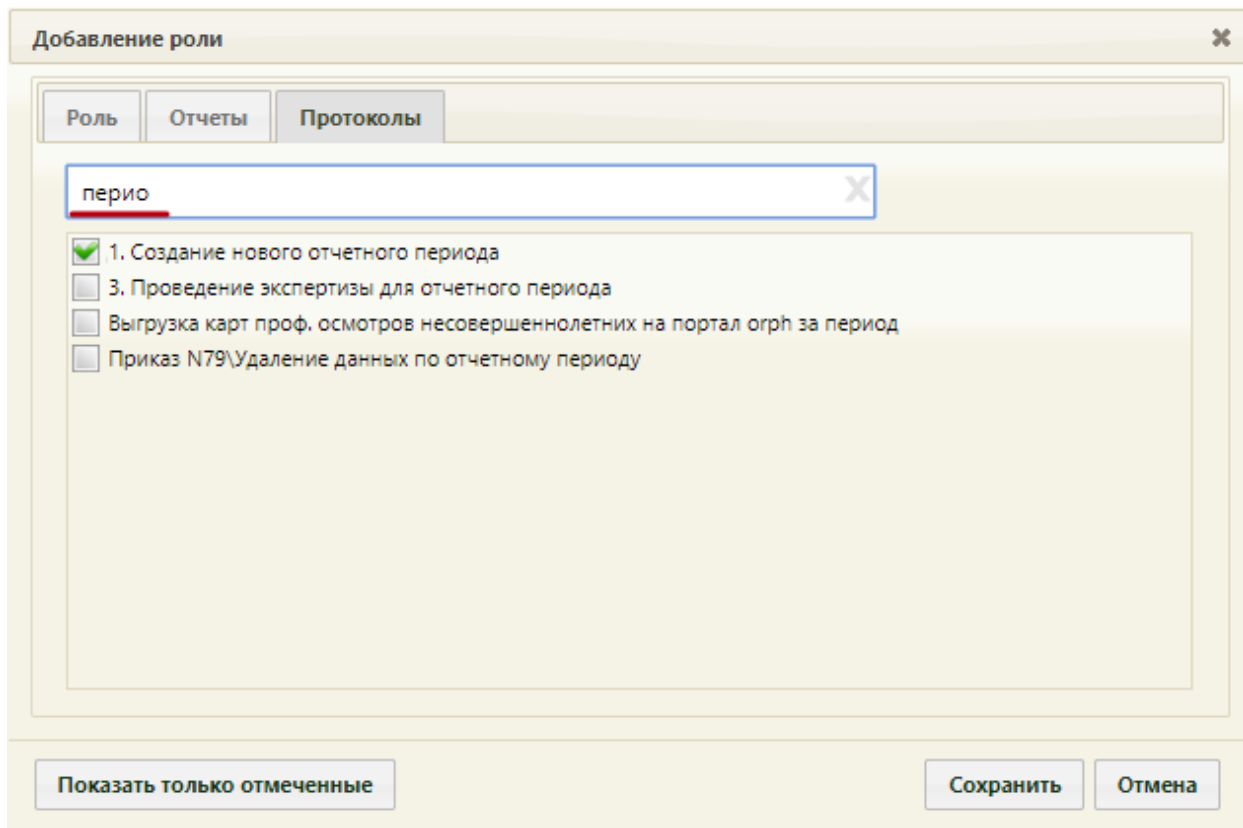 Добавление роли
Роль Отчеты Протоколы
перио
1. Создание нового отчетного периода
3. Проведение экспертизы для отчетного периода
Выгрузка карт проф. осмотров несовершеннолетних на портал orph за период
Приказ N79\Удаление данных по отчетному периоду
Показать только отмеченные Сохранить Отмена